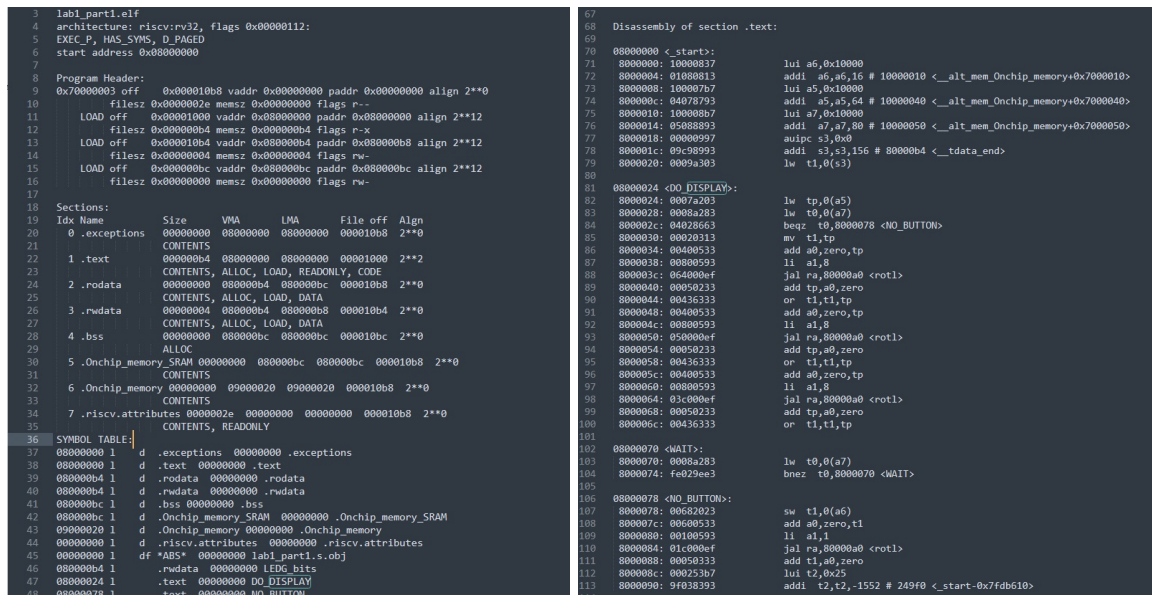 3 lab1_part1.elf
4 architecture: riscv:rv32, flags 0x00000112:
5 EXEC_P, HAS_SYMS, D_PAGED
6 start address 0x08000000
7
8 Program Header:
9 0x70000003 off    0x000010b8 vaddr 0x00000000 paddr 0x00000000 align 2**0
10 filesz 0x0000002e memsz 0x00000000 flags r--
11 LOAD off    0x00001000 vaddr 0x08000000 paddr 0x08000000 align 2**12
12 filesz 0x000000b4 memsz 0x000000b4 flags r-x
13 LOAD off    0x000010b4 vaddr 0x080000b4 paddr 0x080000b8 align 2**12
14 filesz 0x00000004 memsz 0x00000004 flags rw-
15 LOAD off    0x000000bc vaddr 0x080000bc paddr 0x080000bc align 2**12
16 filesz 0x00000000 memsz 0x00000000 flags rw-
17
18 Sections:
19 Idx Name          Size      VMA       LMA       File off  Algn
20 0 .exceptions   00000000  08000000  08000000  000010b8  2**0
21 CONTENTS
22 1 .text         000000b4  08000000  08000000  00001000  2**2
23 CONTENTS, ALLOC, LOAD, READONLY, CODE
24 2 .rodata       00000000  080000b4  080000bc  000010b8  2**0
25 CONTENTS, ALLOC, LOAD, DATA
26 3 .rwdata       00000004  080000b4  080000b8  000010b4  2**0
27 CONTENTS, ALLOC, LOAD, DATA
28 4 .bss          00000000  080000bc  080000bc  000010bc  2**0
29 ALLOC
30 5 .Onchip_memory_SRAM 00000000  080000bc  080000bc  000010b8  2**0
31 CONTENTS
32 6 .Onchip_memory 00000000  09000020  09000020  000010b8  2**0
33 CONTENTS
34 7 .riscv.attributes 0000002e  00000000  00000000  000010b8  2**0
35 CONTENTS, READONLY
36 SYMBOL TABLE:
37 08000000 l    d  .exceptions  00000000 .exceptions
38 08000000 l    d  .text  00000000 .text
39 080000b4 l    d  .rodata  00000000 .rodata
40 080000b4 l    d  .rwdata  00000000 .rwdata
41 080000bc l    d  .bss 00000000 .bss
42 080000bc l    d  .Onchip_memory_SRAM  00000000 .Onchip_memory_SRAM
43 09000020 l    d  .Onchip_memory 00000000 .Onchip_memory
44 00000000 l    d  .riscv.attributes  00000000 .riscv.attributes
45 00000000 l    df *ABS*  00000000 lab1_part1.s.obj
46 080000b4 l       .rwdata  00000000 LEDG_bits
47 08000024 l       .text  00000000 DO_DISPLAY
48 08000078 l       .text  00000000 NO_BUTTON
67
68 Disassembly of section .text:
69
70 08000000 <_start>:
71 8000000: 10000837            lui a6,0x10000
72 8000004: 01080813            addi  a6,a6,16 # 10000010 <__alt_mem_Onchip_memory+0x7000010>
73 8000008: 100007b7            lui a5,0x10000
74 800000c: 04078793            addi  a5,a5,64 # 10000040 <__alt_mem_Onchip_memory+0x7000040>
75 8000010: 100008b7            lui a7,0x10000
76 8000014: 05088893            addi  a7,a7,80 # 10000050 <__alt_mem_Onchip_memory+0x7000050>
77 8000018: 00000997            auipc s3,0x0
78 800001c: 09c98993            addi  s3,s3,156 # 80000b4 <__tdata_end>
79 8000020: 0009a303            lw  t1,0(s3)
80
81 08000024 <DO_DISPLAY>:
82 8000024: 0007a203            lw  tp,0(a5)
83 8000028: 0008a283            lw  t0,0(a7)
84 800002c: 04028663            beqz  t0,8000078 <NO_BUTTON>
85 8000030: 00020313            mv  t1,tp
86 8000034: 00400533            add a0,zero,tp
87 8000038: 00800593            li  a1,8
88 800003c: 064000ef            jal ra,80000a0 <rotl>
89 8000040: 00050233            add tp,a0,zero
90 8000044: 00436333            or  t1,t1,tp
91 8000048: 00400533            add a0,zero,tp
92 800004c: 00800593            li  a1,8
93 8000050: 050000ef            jal ra,80000a0 <rotl>
94 8000054: 00050233            add tp,a0,zero
95 8000058: 00436333            or  t1,t1,tp
96 800005c: 00400533            add a0,zero,tp
97 8000060: 00800593            li  a1,8
98 8000064: 03c000ef            jal ra,80000a0 <rotl>
99 8000068: 00050233            add tp,a0,zero
100 800006c: 00436333            or  t1,t1,tp
101
102 08000070 <WAIT>:
103 8000070: 0008a283            lw  t0,0(a7)
104 8000074: fe029ee3            bnez  t0,8000070 <WAIT>
105
106 08000078 <NO_BUTTON>:
107 8000078: 00682023            sw  t1,0(a6)
108 800007c: 00600533            add a0,zero,t1
109 8000080: 00100593            li  a1,1
110 8000084: 01c000ef            jal ra,80000a0 <rotl>
111 8000088: 00050333            add t1,a0,zero
112 800008c: 000253b7            lui t2,0x25
113 8000090: 9f038393            addi  t2,t2,-1552 # 249f0 <_start-0x7fdb610>